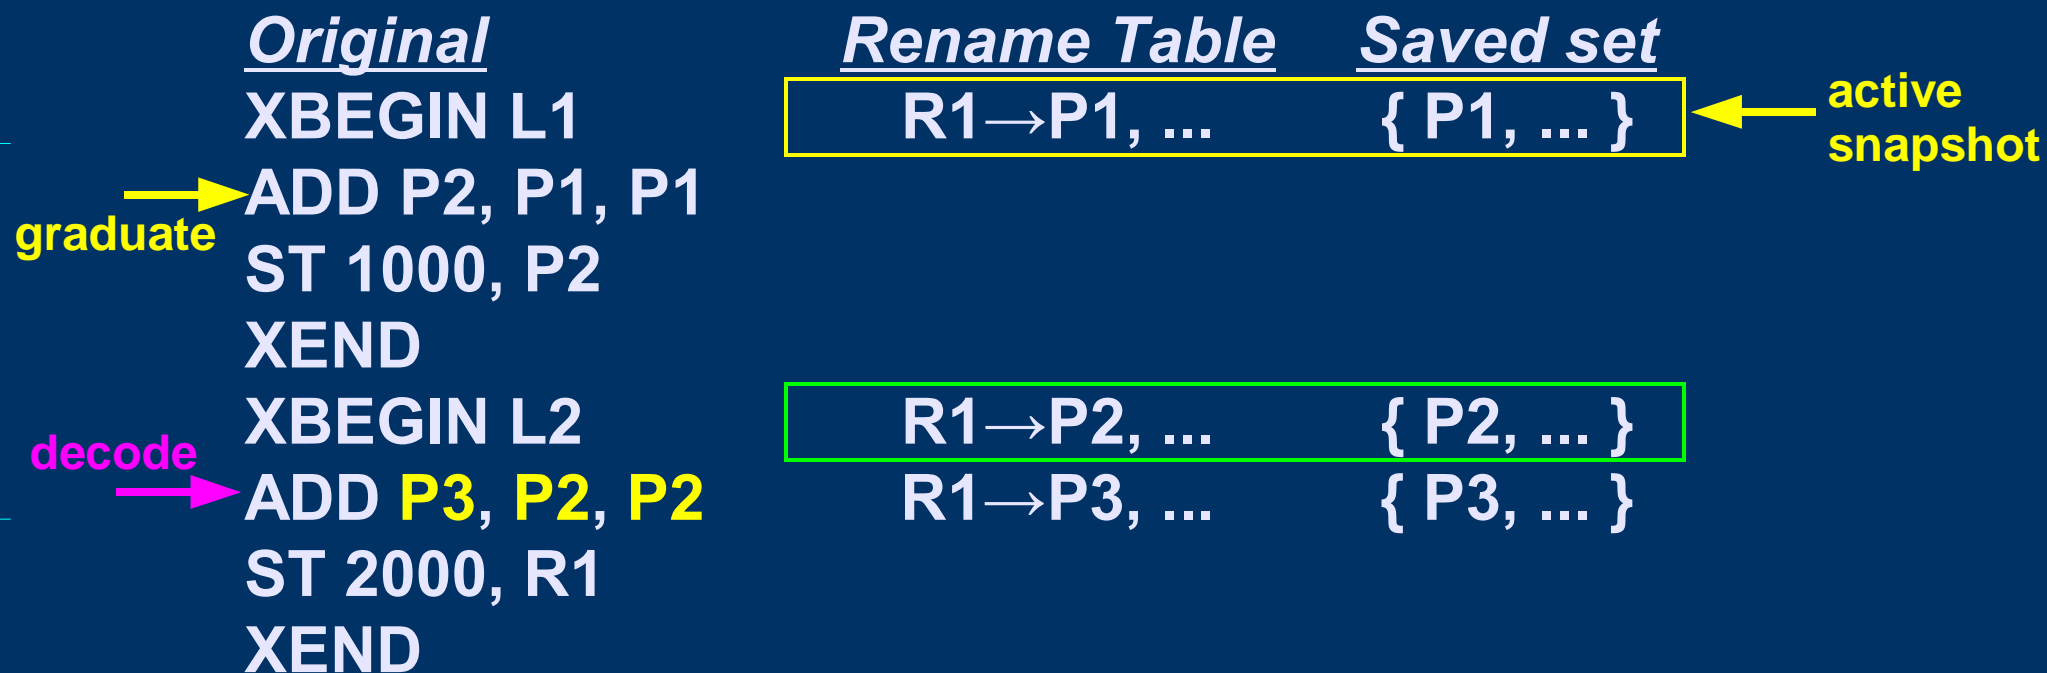 Original Rename Table Saved set
XBEGIN L1 R1→P1, ... { P1, ... } active snapshot
ADD P2, P1, P1
graduate
ST 1000, P2
XEND
XBEGIN L2 R1→P2, ... { P2, ... }
decode
ADD P3, P2, P2 R1→P3, ... { P3, ... }
ST 2000, R1
XEND